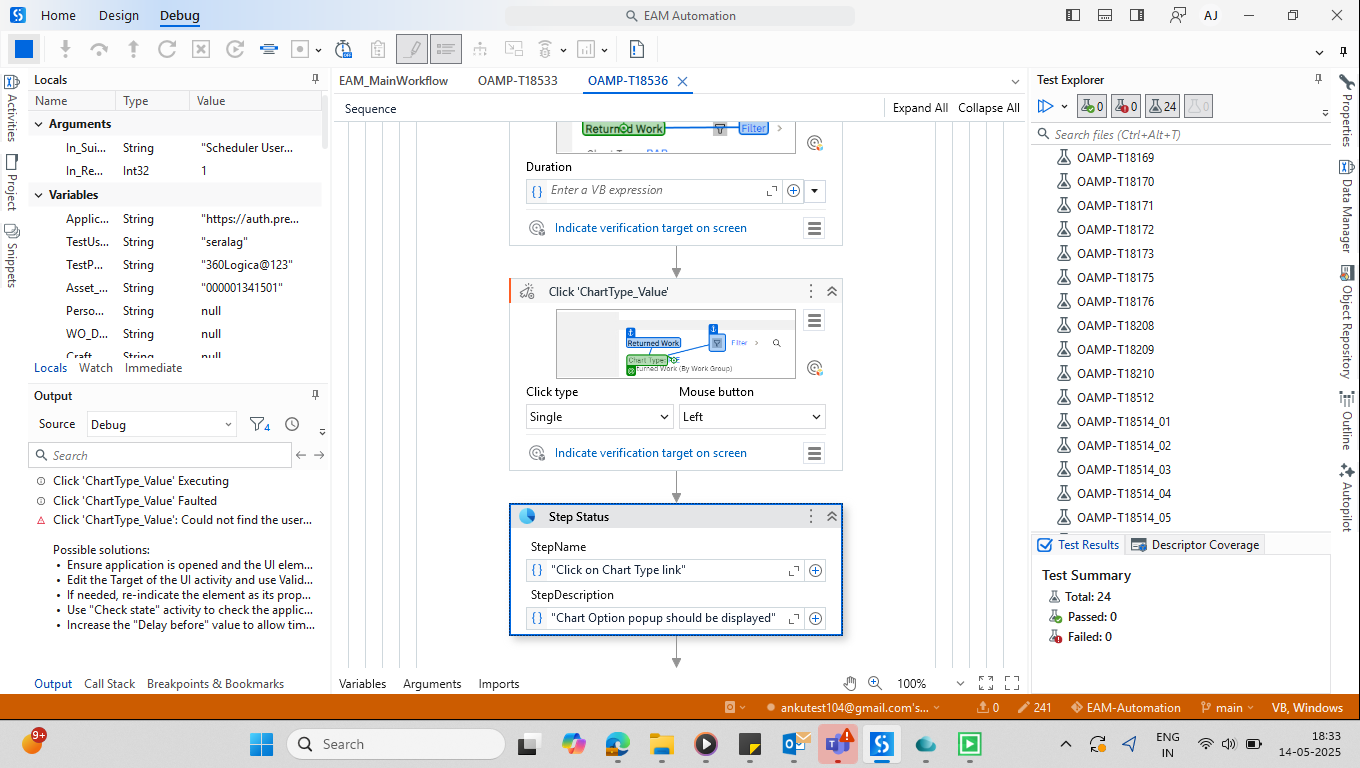 Home Design Debug EAM Automation AJ
Locals
Name Type Value
Arguments
In_Sui... String "Scheduler User...
In_Re... Int32 1
Variables
Applic... String "https://auth.pre...
TestUs... String "seralag"
TestP... String "360Logica@123"
Asset_... String "000001341501"
Perso... String null
WO_D... String null
Craft String null
Locals Watch Immediate
Output
Source Debug 4
Search
Click 'ChartType_Value' Executing
Click 'ChartType_Value' Faulted
Click 'ChartType_Value': Could not find the user...
Possible solutions:
• Ensure application is opened and the UI elem...
• Edit the Target of the UI activity and use Valid...
• If needed, re-indicate the element as its prop...
• Use "Check state" activity to check the applic...
• Increase the "Delay before" value to allow tim...
Output Call Stack Breakpoints & Bookmarks
Activities
Project
Snippets
EAM_MainWorkflow OAMP-T18533 OAMP-T18536
Sequence Expand All Collapse All
Returned Work Filter
Duration
Enter a VB expression
Indicate verification target on screen
Click 'ChartType_Value'
Returned Work Filter
Chart Type:
(By Work Group)
Click type Mouse button
Single Left
Indicate verification target on screen
Step Status
StepName
"Click on Chart Type link"
StepDescription
"Chart Option popup should be displayed"
Variables Arguments Imports 100%
Test Explorer
0 0 24 0
Search files (Ctrl+Alt+T)
OAMP-T18169
OAMP-T18170
OAMP-T18171
OAMP-T18172
OAMP-T18173
OAMP-T18175
OAMP-T18176
OAMP-T18208
OAMP-T18209
OAMP-T18210
OAMP-T18512
OAMP-T18514_01
OAMP-T18514_02
OAMP-T18514_03
OAMP-T18514_04
OAMP-T18514_05
Test Results Descriptor Coverage
Test Summary
Total: 24
Passed: 0
Failed: 0
Properties
Data Manager
Object Repository
Outline
Autopilot
ankutest104@gmail.com's... 0 241 EAM-Automation main VB, Windows
9+ Search ENG
IN
18:33
14-05-2025